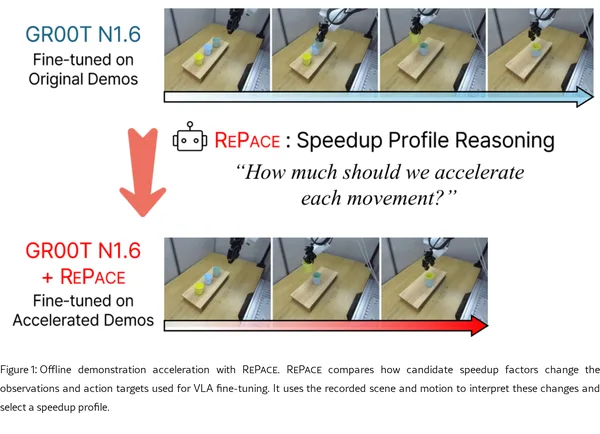 GR00T N1.6
Fine-tuned on
Original Demos
REPACE : Speedup Profile Reasoning
“How much should we accelerate
each movement?”
GR00T N1.6
+ REPACE
Fine-tuned on
Accelerated Demos
Figure 1: Offline demonstration acceleration with REPACE. REPACE compares how candidate speedup factors change the
observations and action targets used for VLA fine-tuning. It uses the recorded scene and motion to interpret these changes and
select a speedup profile.